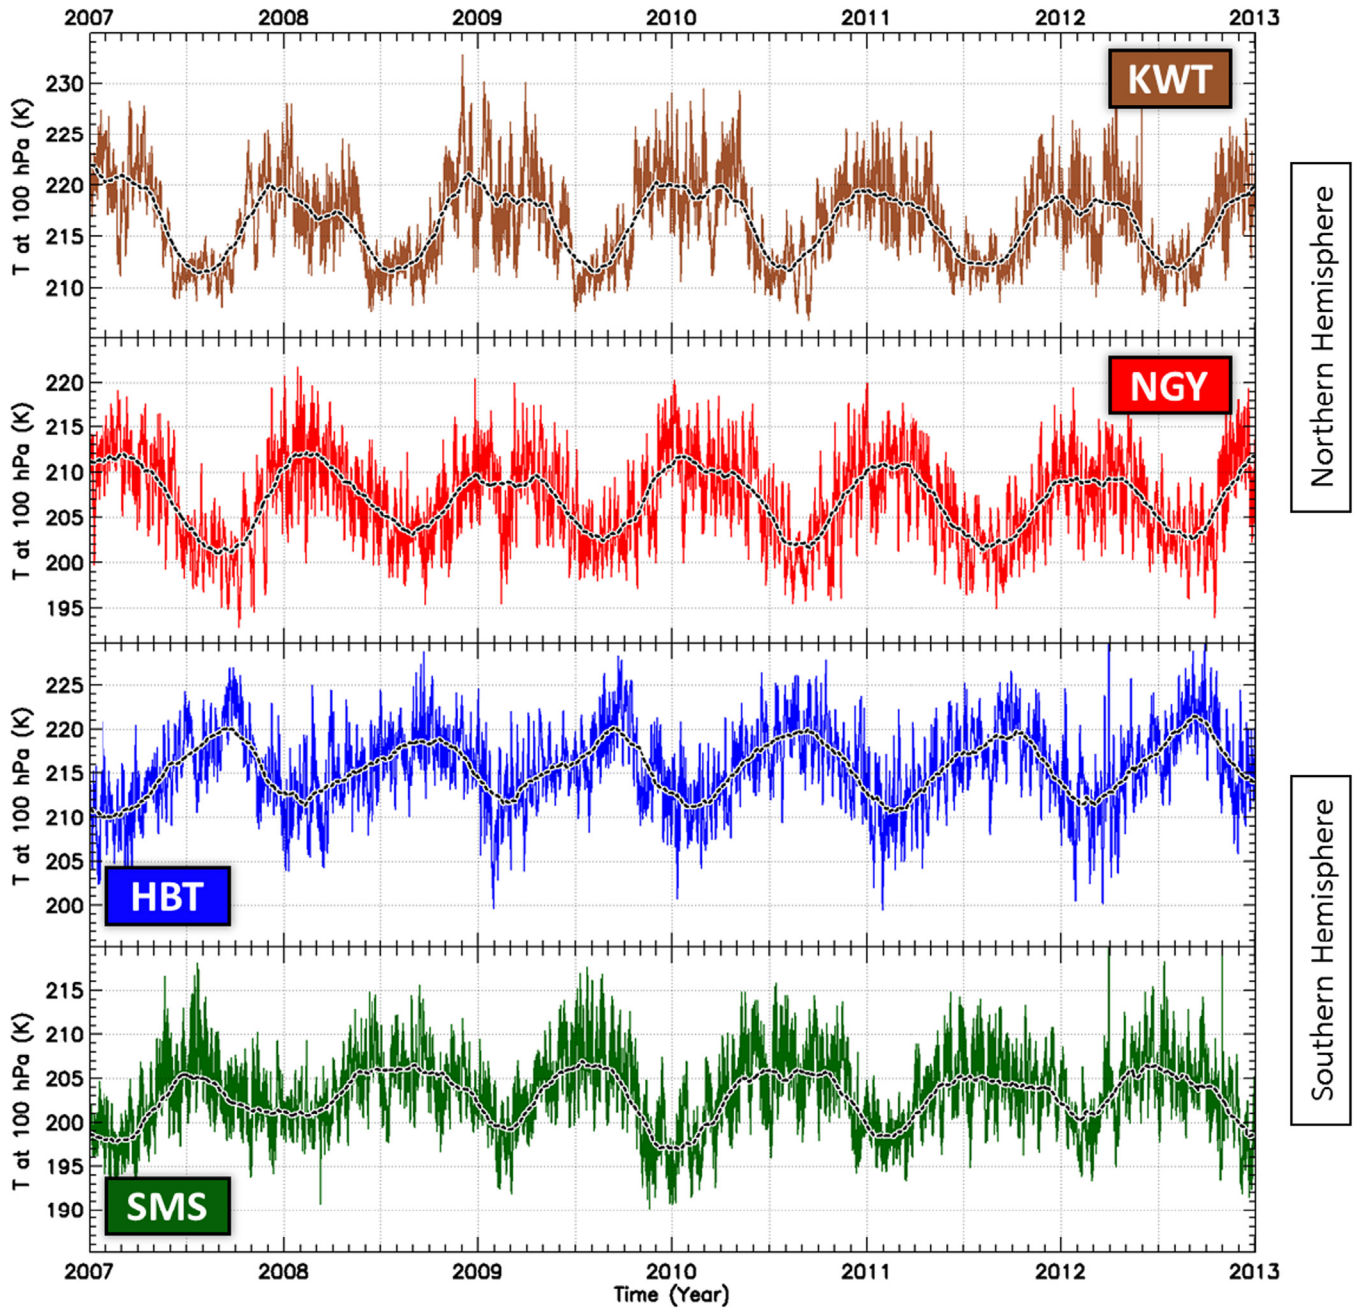 2007 2008 2009 2010 2011 2012 2013
KWT
T at 100 hPa (K)
230
225
220
215
210
NGY
T at 100 hPa (K)
220
215
210
205
200
195
Northern Hemisphere
HBT
T at 100 hPa (K)
225
220
215
210
205
200
SMS
T at 100 hPa (K)
215
210
205
200
195
190
Southern Hemisphere
2007 2008 2009 2010 2011 2012 2013
Time (Year)